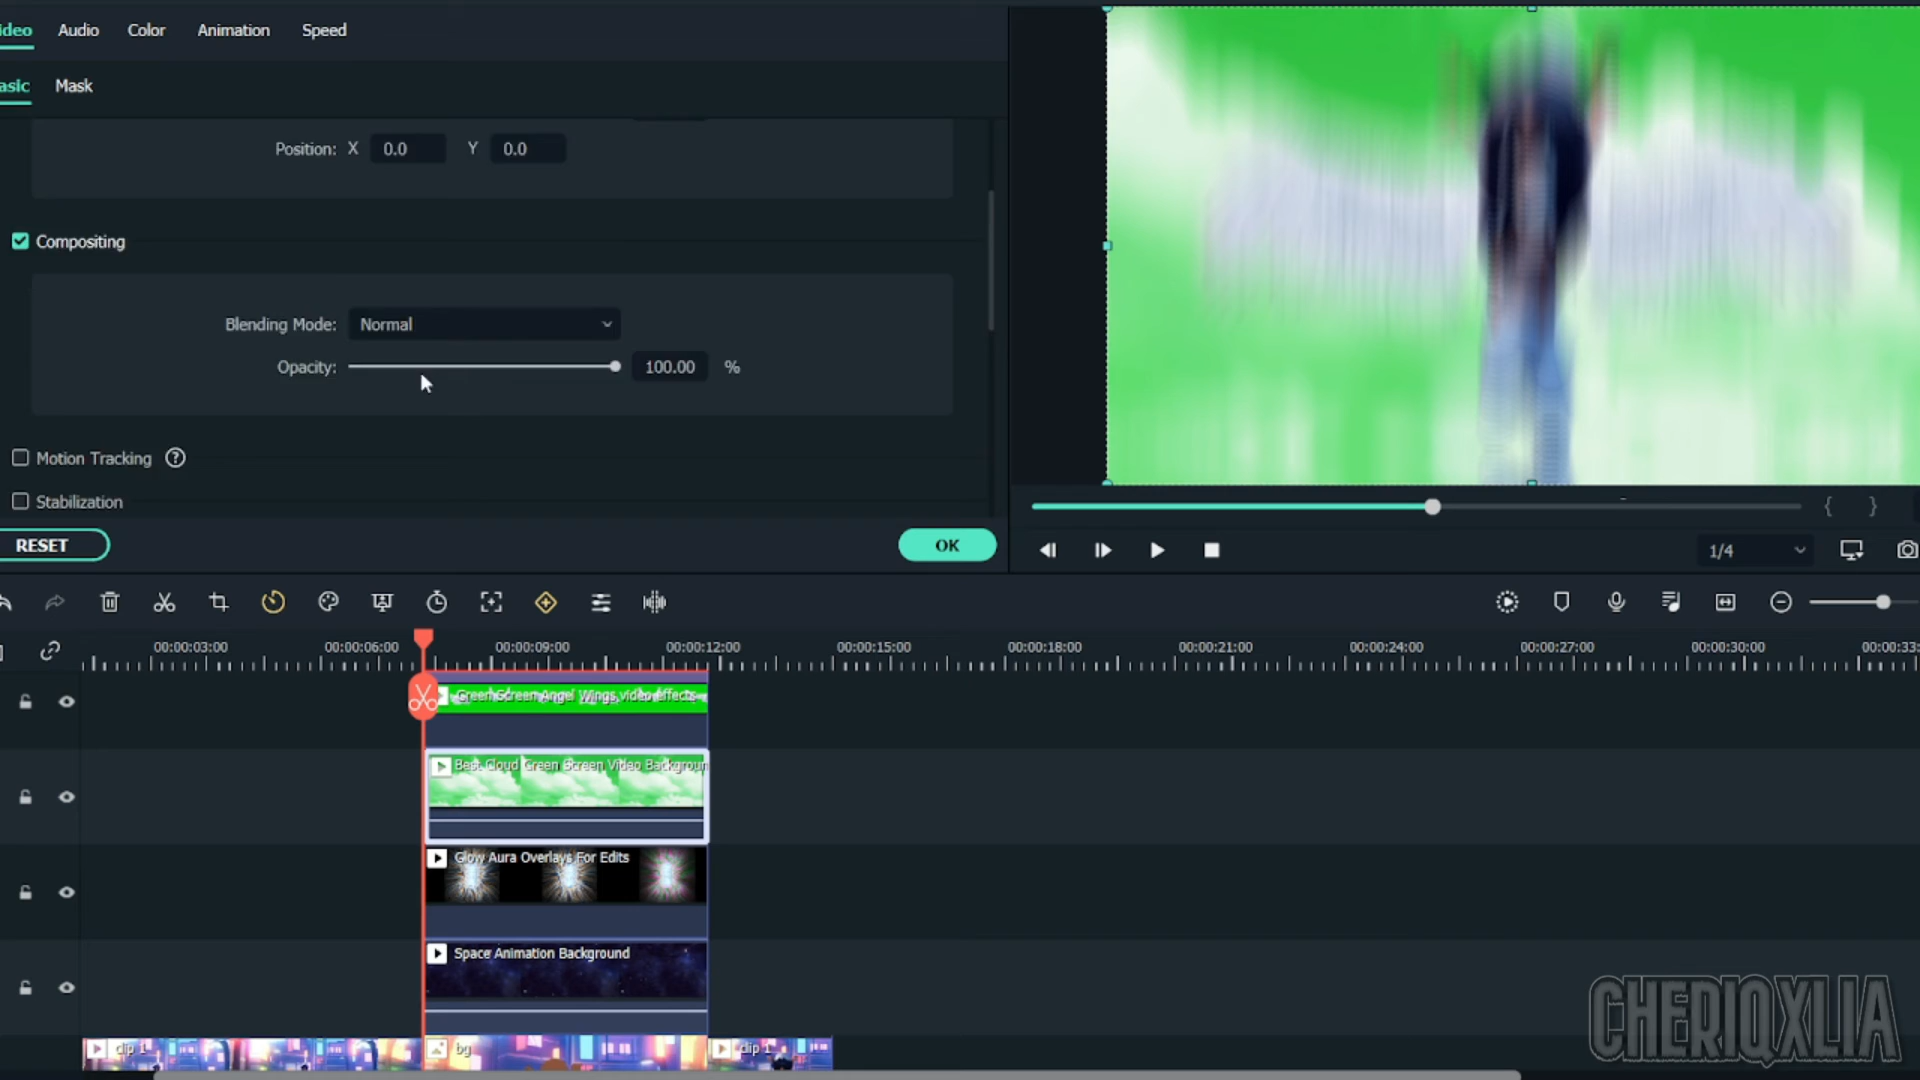 ideo Audio Color Animation Speed
asic Mask
Position: X 0.0 Y 0.0
Compositing
Blending Mode: Normal
Opacity: 100.00 %
Motion Tracking ?
Stabilization
RESET OK
{ }
1/4
00:00:03:00 00:00:06:00 00:00:09:00 00:00:12:00 00:00:15:00 00:00:18:00 00:00:21:00 00:00:24:00 00:00:27:00 00:00:30:00 00:00:33:
Green Screen Angel Wings video effects
Best Cloud Green Screen Video Backgroun
Glow Aura Overlays For Edits
Space Animation Background
clip 1 bg clip 1
CHERIQXLIA